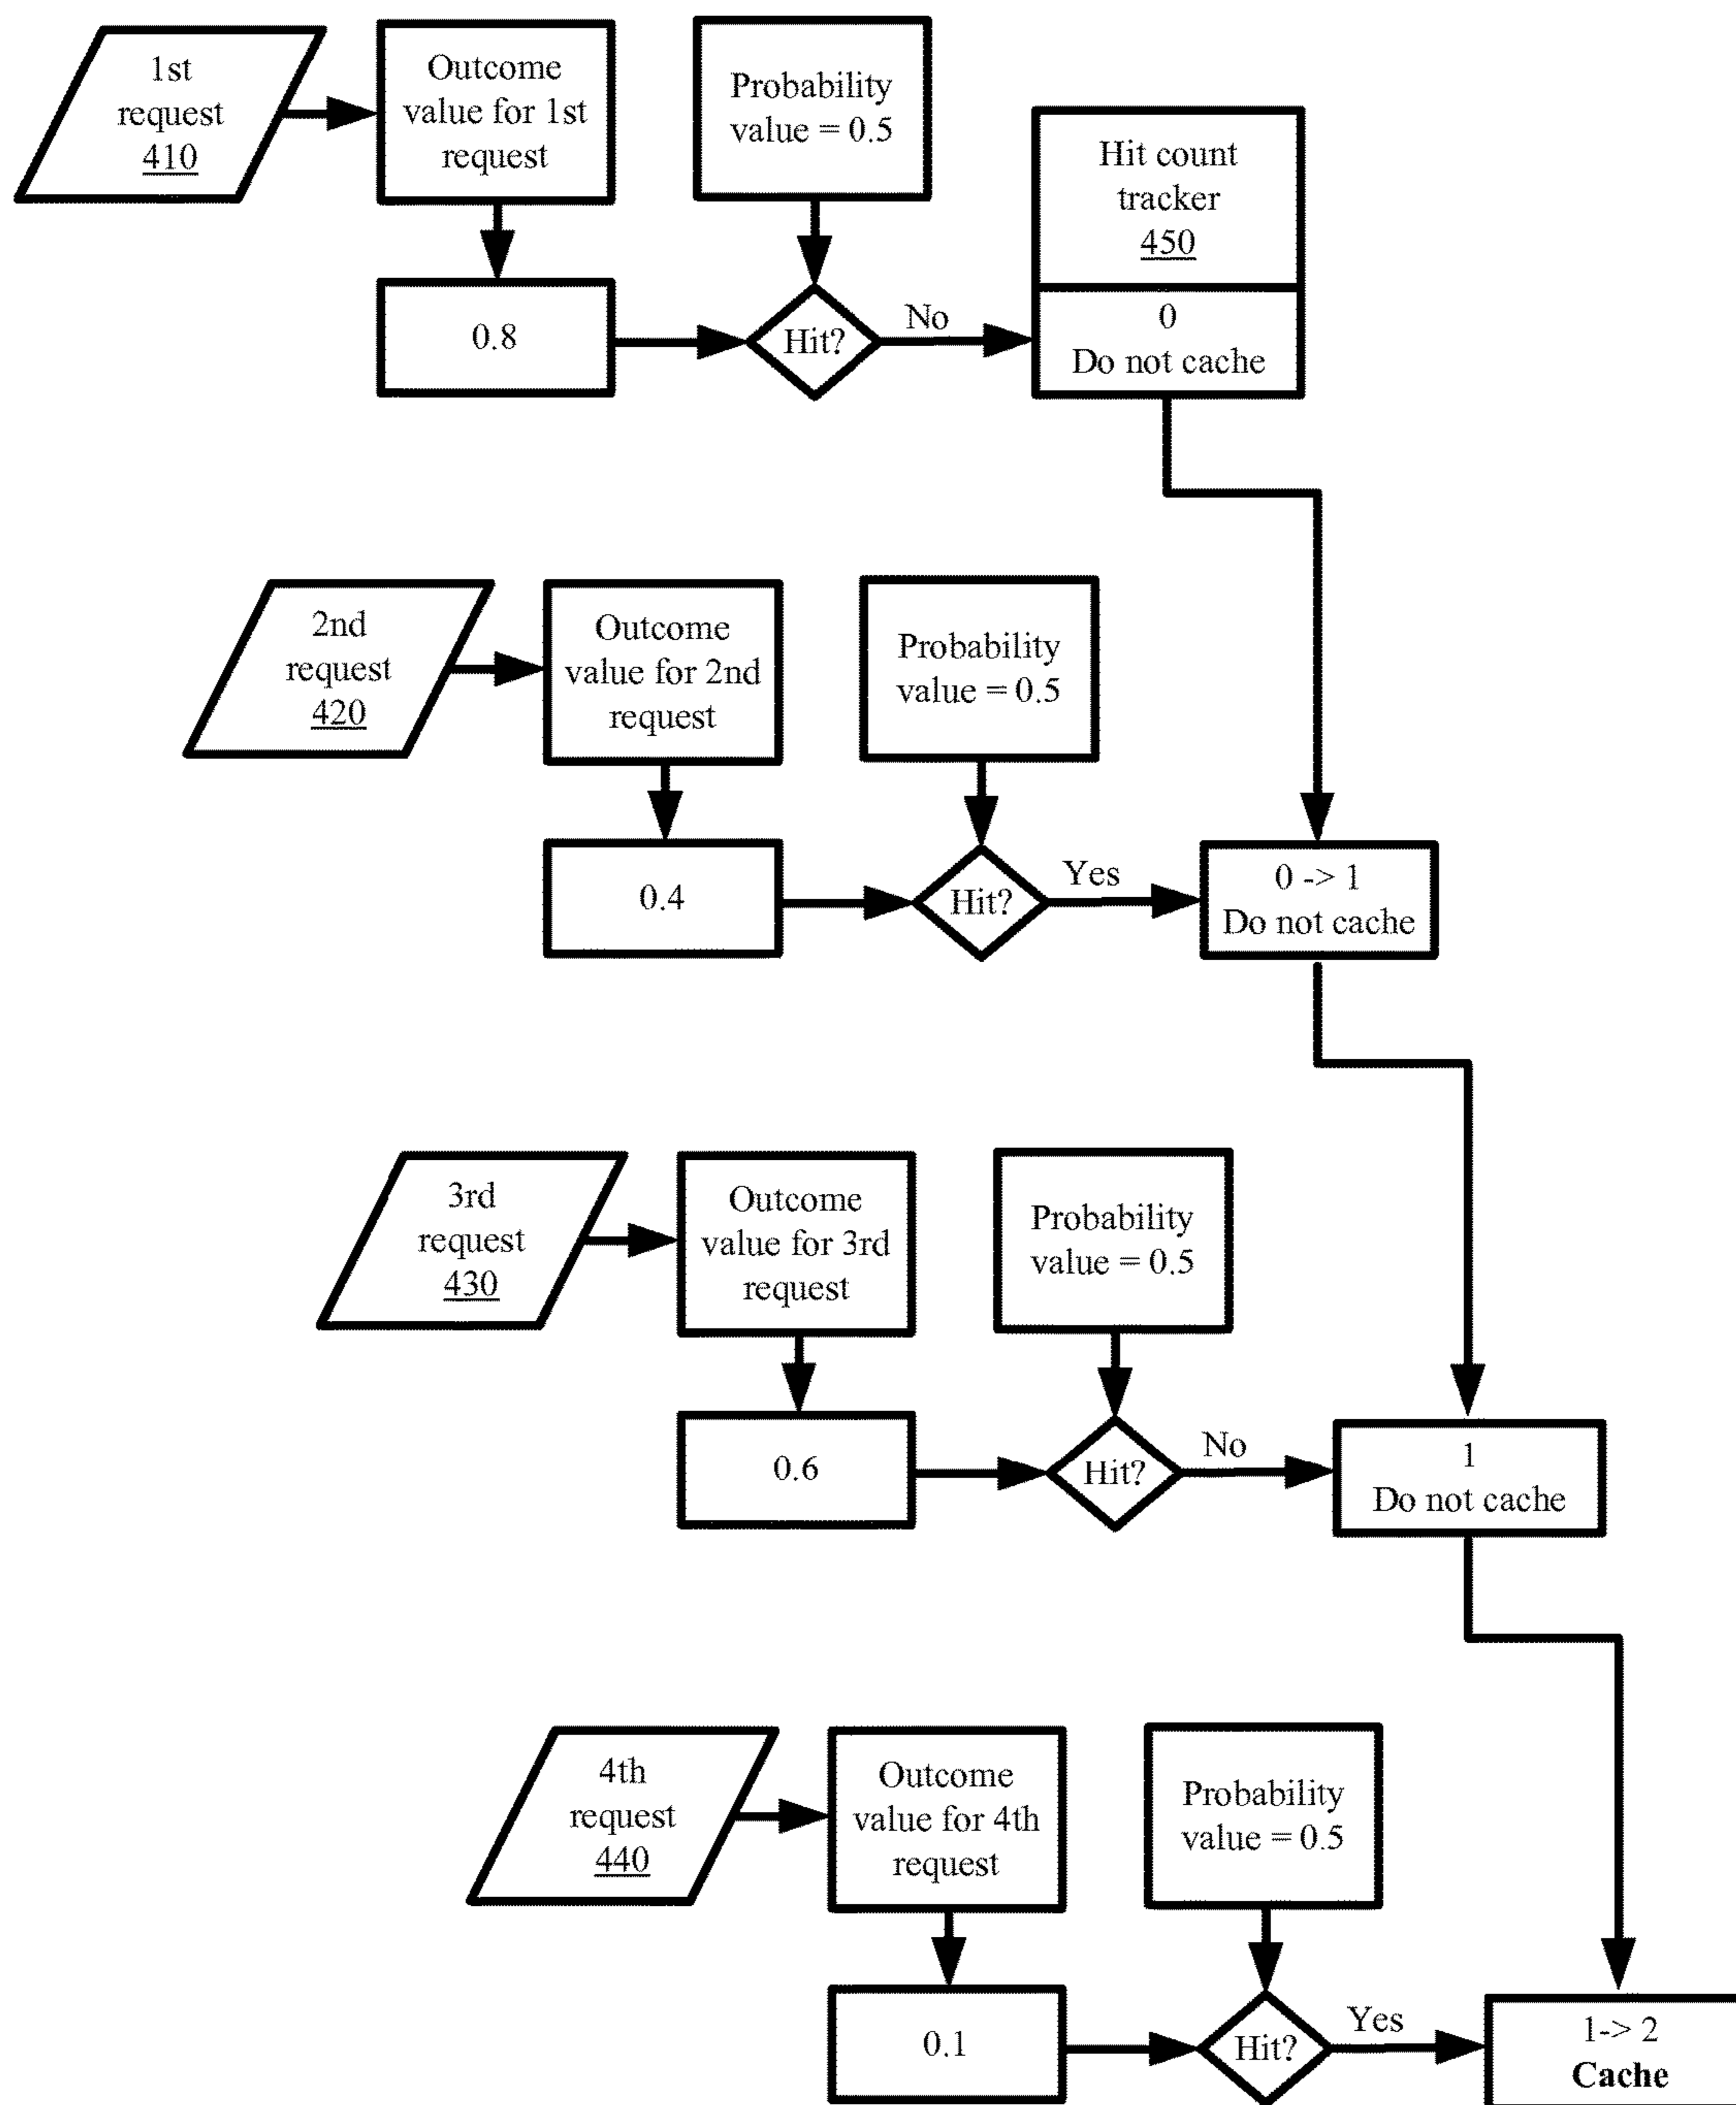 1st
request
410
Outcome
value for 1st
request
Probability
value = 0.5
Hit count
tracker
450
0.8
Hit?
No
0
Do not cache
2nd
request
420
Outcome
value for 2nd
request
Probability
value = 0.5
0.4
Hit?
Yes
0 -> 1
Do not cache
3rd
request
430
Outcome
value for 3rd
request
Probability
value = 0.5
0.6
Hit?
No
1
Do not cache
4th
request
440
Outcome
value for 4th
request
Probability
value = 0.5
0.1
Hit?
Yes
1-> 2
Cache